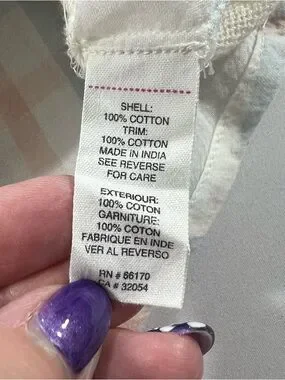 SHELL:
100% COTTON
TRIM:
100% COTTON
MADE IN INDIA
SEE REVERSE
FOR CARE
EXTERIOUR:
100% COTON
GARNITURE:
100% COTON
FABRIQUE EN INDE
VER AL REVERSO
RN # 66170
CA # 32054